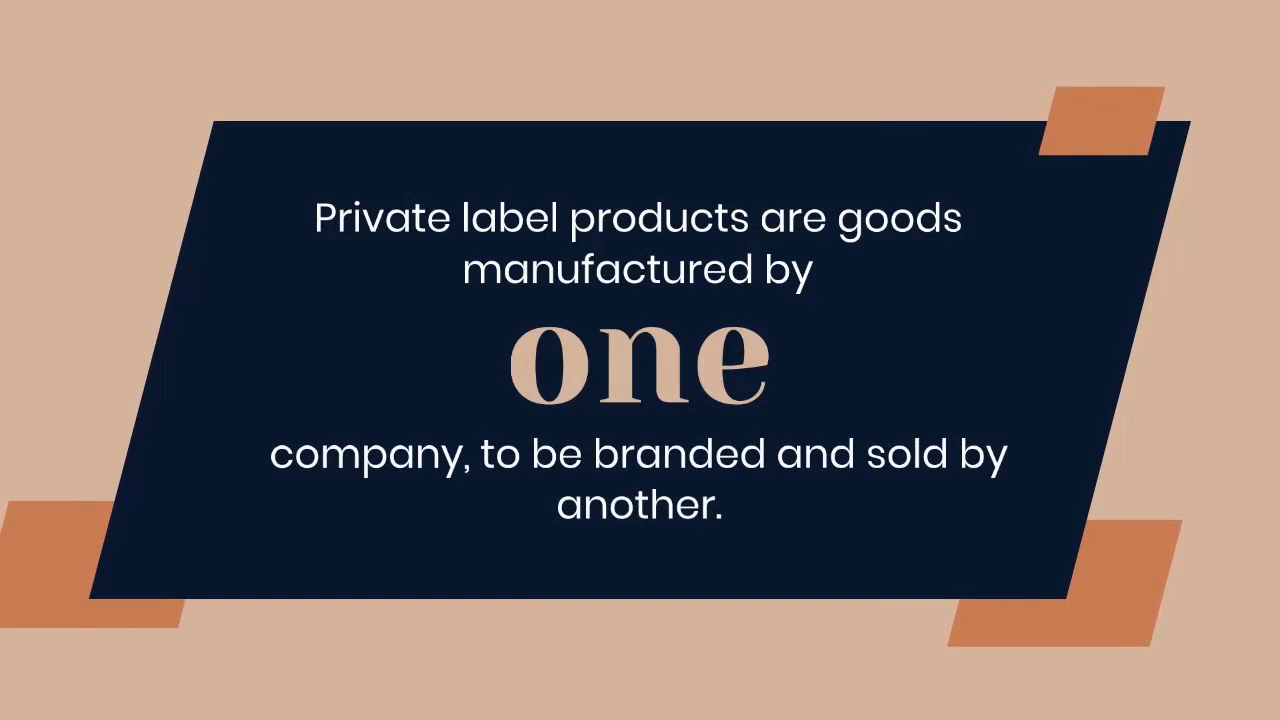 Private label products are goods
manufactured by
one
company, to be branded and sold by
another.